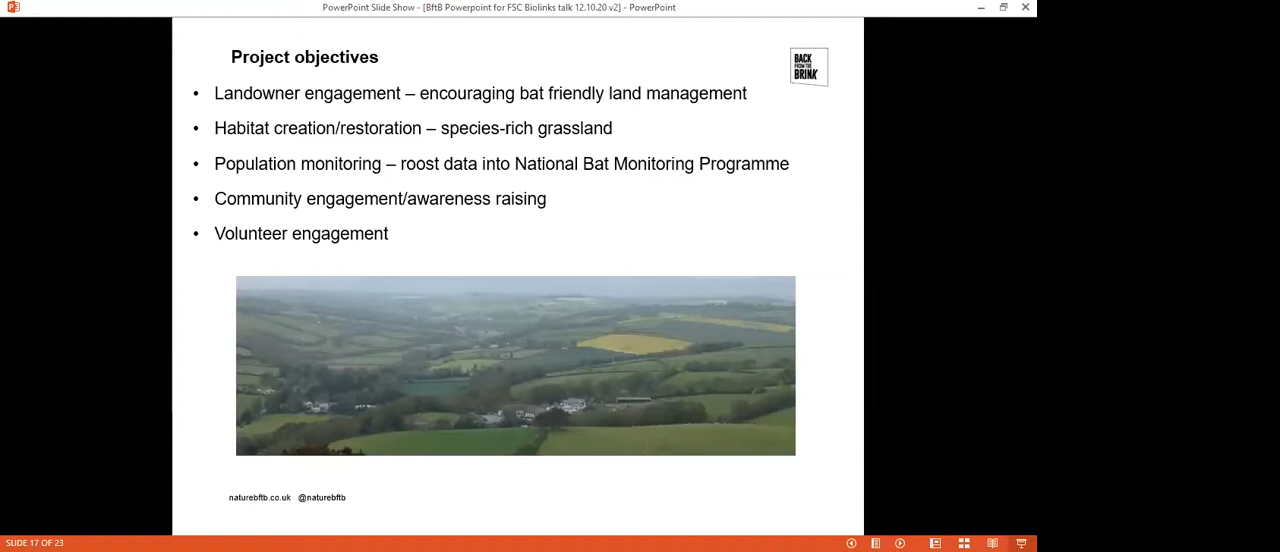 PowerPoint Slide Show - [BftB Powerpoint for FSC Biolinks talk 12.10.20 v2] - PowerPoint
Project objectives
BACK
FROM THE
BRINK
• Landowner engagement – encouraging bat friendly land management
• Habitat creation/restoration – species-rich grassland
• Population monitoring – roost data into National Bat Monitoring Programme
• Community engagement/awareness raising
• Volunteer engagement
naturebftb.co.uk @naturebftb
SLIDE 17 OF 23